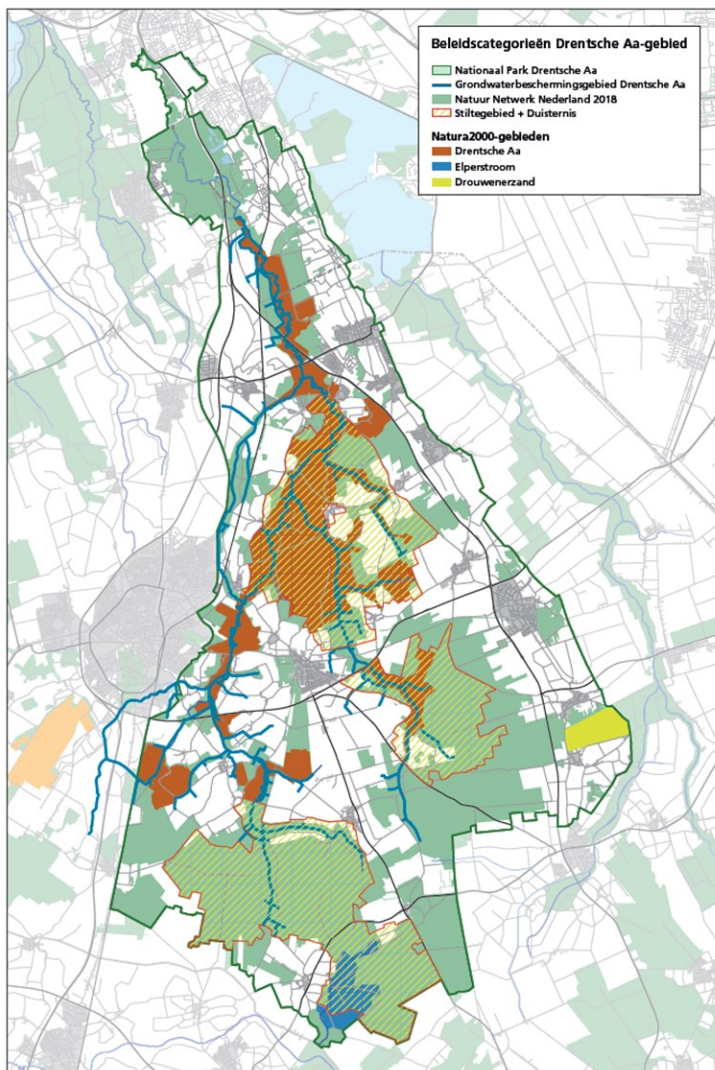 Beleidscategorieën Drentsche Aa-gebied
Nationaal Park Drentsche Aa
Grondwaterbeschermingsgebied Drentsche Aa
Natuur Netwerk Nederland 2018
Stiltegebied + Duisternis
Natura2000-gebieden
Drentsche Aa
Elperstroom
Drouwenerzand